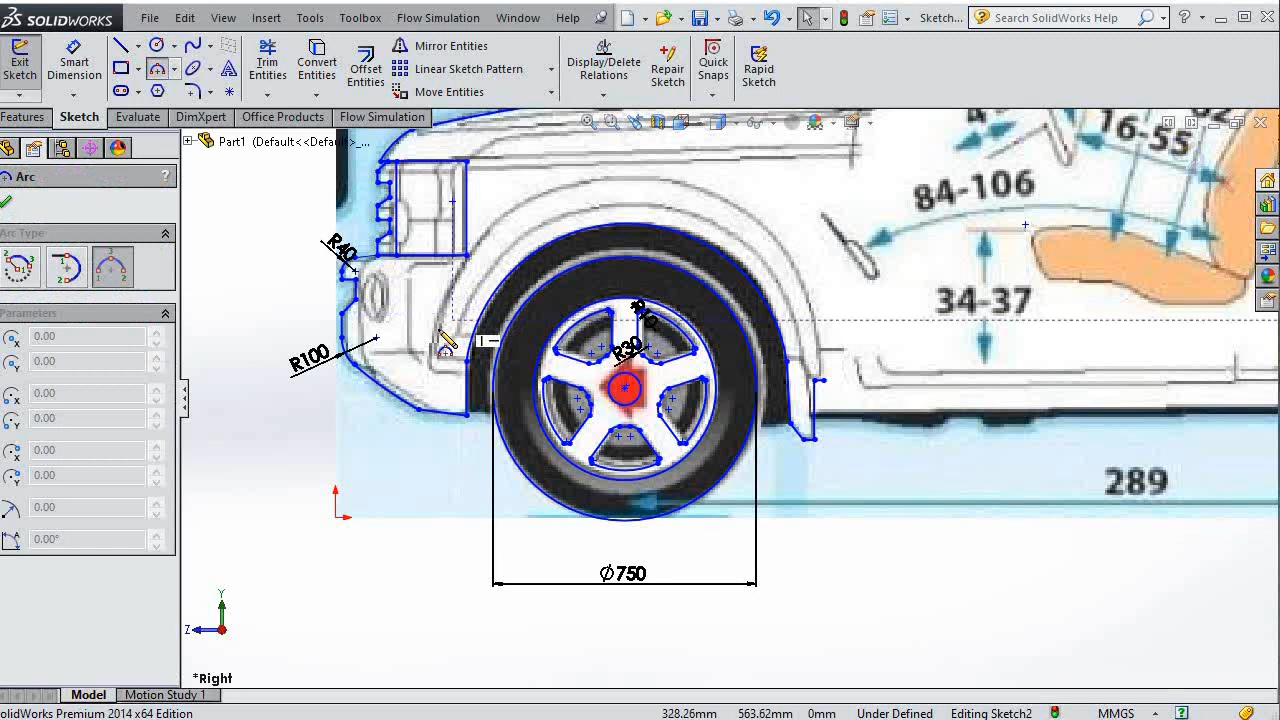 SOLIDWORKS File Edit View Insert Tools Toolbox Flow Simulation Window Help Sketch... Search SolidWorks Help
Exit Sketch
Smart Dimension
Trim Entities
Convert Entities
Offset Entities
Mirror Entities
Linear Sketch Pattern
Move Entities
Display/Delete Relations
Repair Sketch
Quick Snaps
Rapid Sketch
Features Sketch Evaluate DimXpert Office Products Flow Simulation
Part1 (Default<<Default>_...
Arc ?
Arc Type
Parameters
0.00
0.00
0.00
0.00
0.00
0.00
0.00
0.00°
16-55
84-106
34-37
289
R40
R100
R30
∅750
Y
Z
*Right
Model Motion Study 1
SolidWorks Premium 2014 x64 Edition 328.26mm 563.62mm 0mm Under Defined Editing Sketch2 MMGS